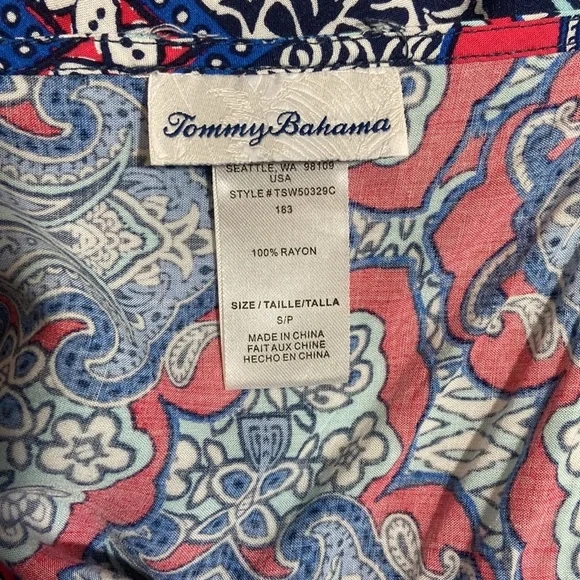 Tommy Bahama
SEATTLE, WA 98109
USA
STYLE # TSW50329C
183
100% RAYON
SIZE / TAILLE/TALLA
S/P
MADE IN CHINA
FAIT AUX CHINE
HECHO EN CHINA